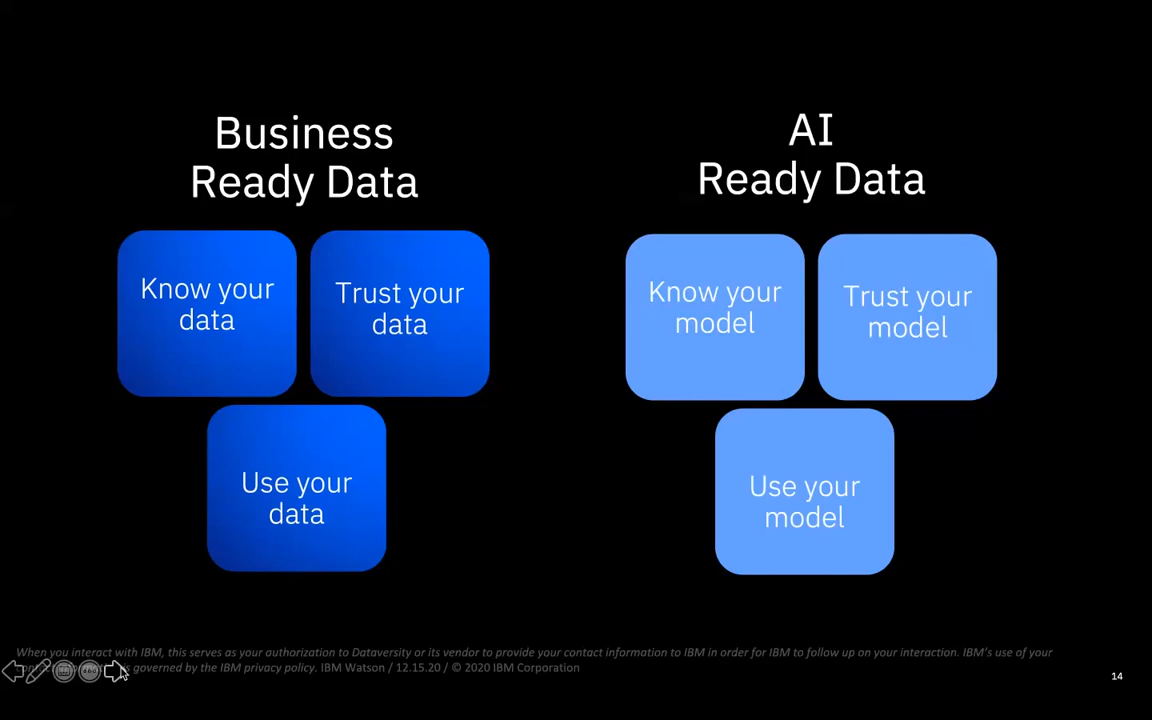 Business
Ready Data
AI
Ready Data
Know your
data
Trust your
data
Know your
model
Trust your
model
Use your
data
Use your
model
When you interact with IBM, this serves as your authorization to Dataversity or its vendor to provide your contact information to IBM in order for IBM to follow up on your interaction. IBM's use of your
governed by the IBM privacy policy. IBM Watson / 12.15.20 / © 2020 IBM Corporation
14